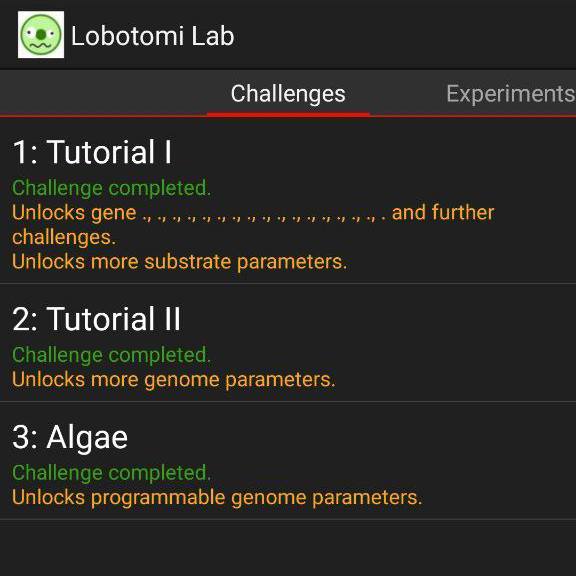 Lobotomi Lab
Challenges Experiments
1: Tutorial I
Challenge completed.
Unlocks gene ., ., ., ., ., ., ., ., ., ., ., ., ., ., ., ., . and further
challenges.
Unlocks more substrate parameters.
2: Tutorial II
Challenge completed.
Unlocks more genome parameters.
3: Algae
Challenge completed.
Unlocks programmable genome parameters.